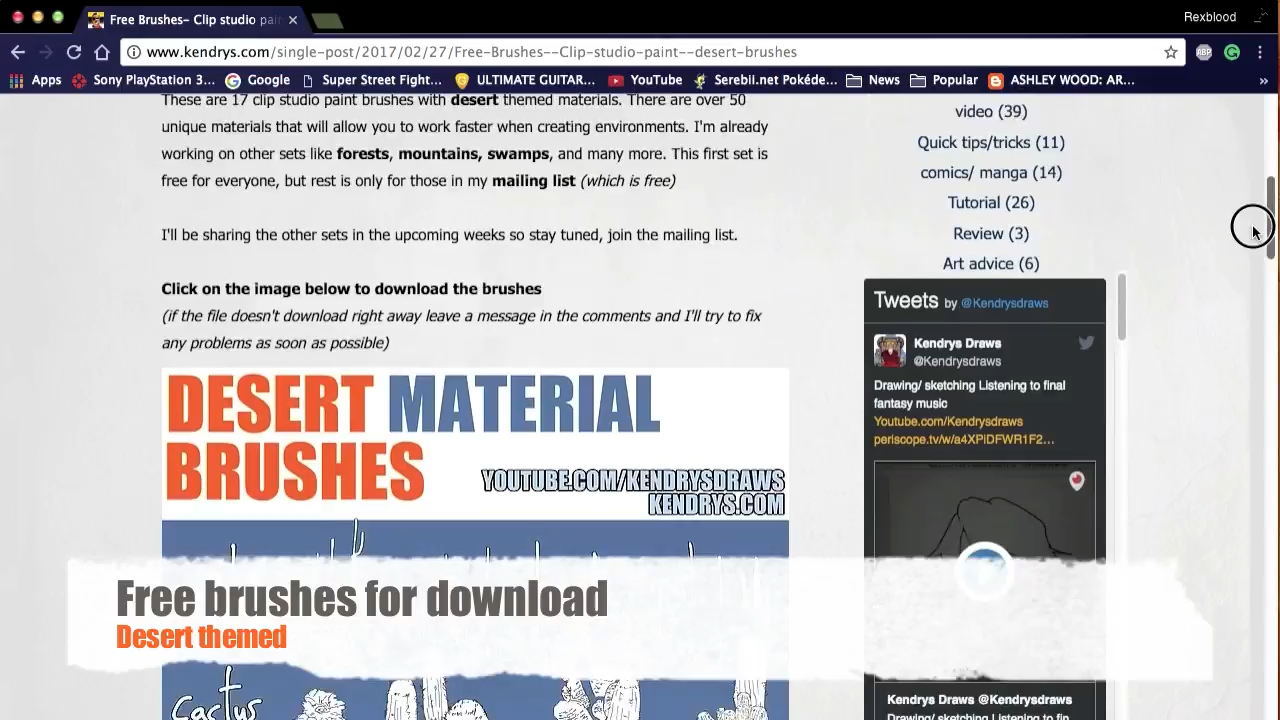 Free Brushes- Clip studio pai
Rexblood
www.kendrys.com/single-post/2017/02/27/Free-Brushes--Clip-studio-paint--desert-brushes
ABP
Apps
Sony PlayStation 3...
Google
Super Street Fight...
ULTIMATE GUITAR...
YouTube
Serebii.net Pokéde...
News
Popular
ASHLEY WOOD: AR...
»
These are 17 clip studio paint brushes with desert themed materials. There are over 50
unique materials that will allow you to work faster when creating environments. I'm already
working on other sets like forests, mountains, swamps, and many more. This first set is
free for everyone, but rest is only for those in my mailing list (which is free)
I'll be sharing the other sets in the upcoming weeks so stay tuned, join the mailing list.
Click on the image below to download the brushes
(if the file doesn't download right away leave a message in the comments and I'll try to fix
any problems as soon as possible)
DESERT MATERIAL
BRUSHES
YOUTUBE.COM/KENDRYSDRAWS
KENDRYS.COM
Cactus
video (39)
Quick tips/tricks (11)
comics/ manga (14)
Tutorial (26)
Review (3)
Art advice (6)
Tweets by @Kendrysdraws
Kendrys Draws
@Kendrysdraws
Drawing/ sketching Listening to final
fantasy music
Youtube.com/Kendrysdraws
periscope.tv/w/a4XPiDFWR1F2...
Kendrys Draws @Kendrysdraws
Drawing/ sketching Listening to fin
Free brushes for download
Desert themed